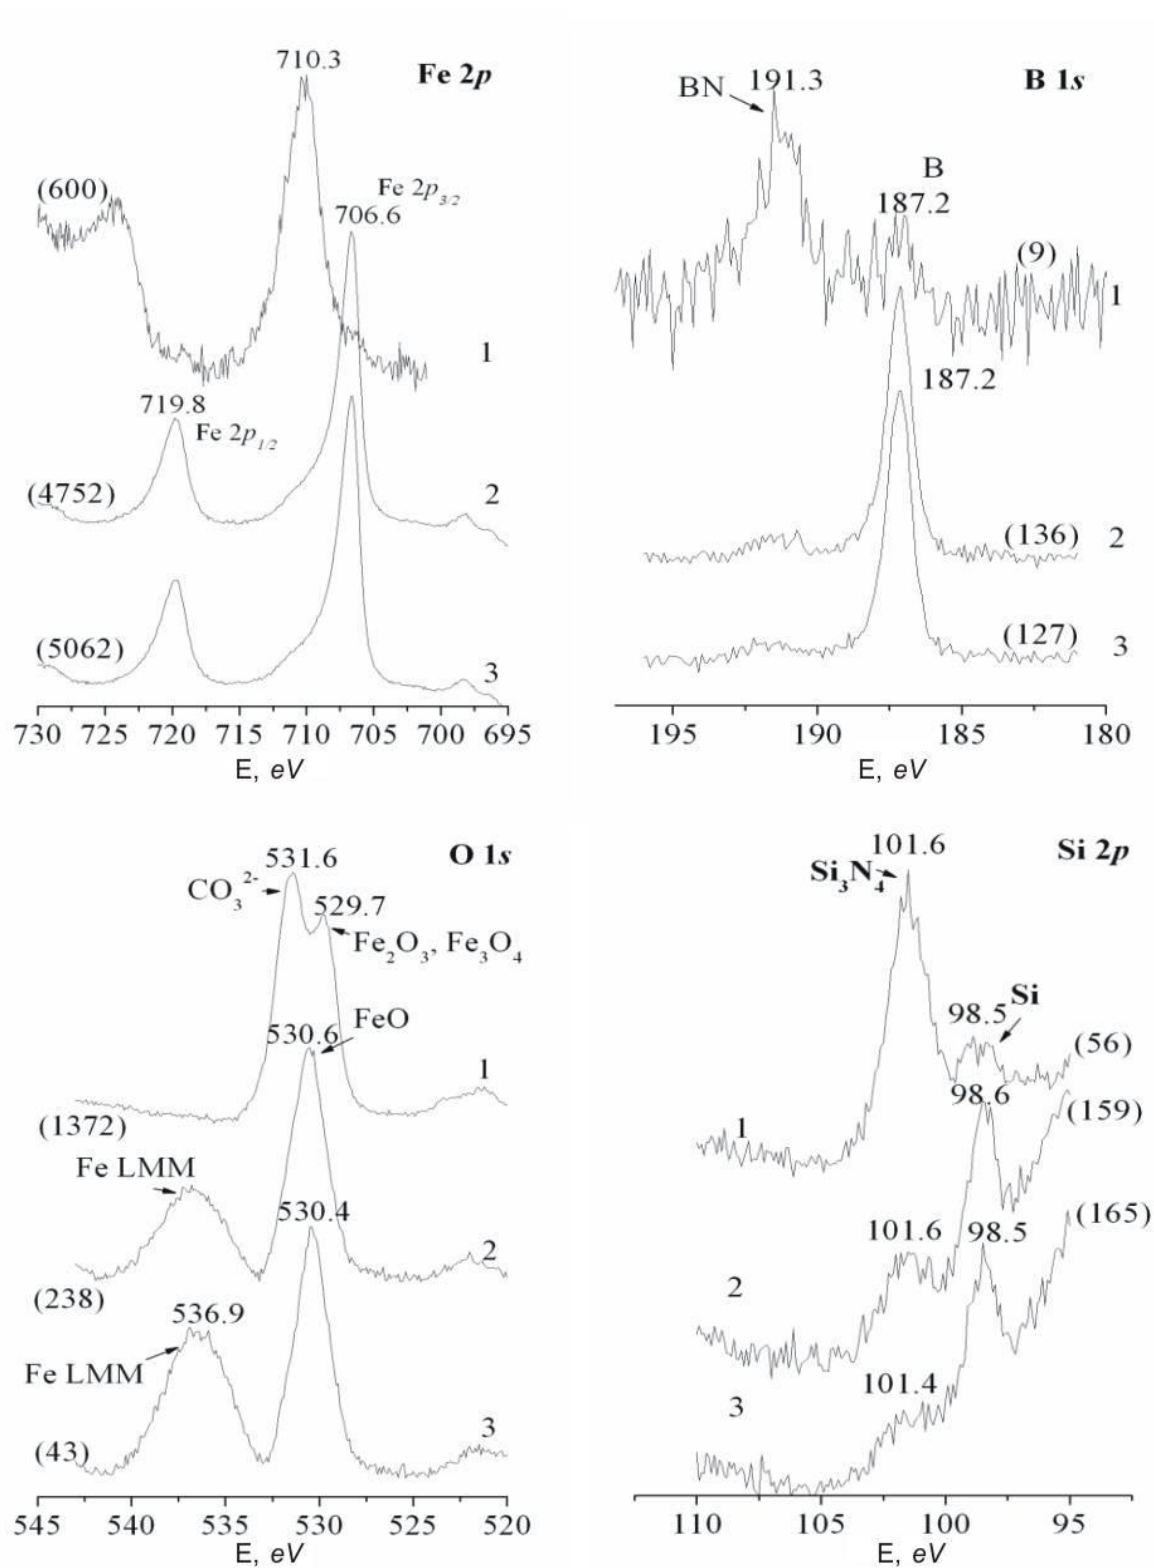 710.3
Fe 2p
(600)
Fe 2p3/2
706.6
1
719.8
Fe 2p1/2
(4752)
2
(5062)
3
730 725 720 715 710 705 700 695
E, eV
BN
191.3
B 1s
B
187.2
(9)
1
187.2
(136) 2
(127) 3
195 190 185 180
E, eV
531.6
O 1s
CO3 2-
529.7
Fe2O3, Fe3O4
FeO
530.6
1
(1372)
Fe LMM
530.4
2
(238)
536.9
Fe LMM
3
(43)
545 540 535 530 525 520
E, eV
101.6
Si 2p
Si3N4
Si
98.5
(56)
98.6
(159)
1
(165)
101.6 98.5
2
101.4
3
110 105 100 95
E, eV